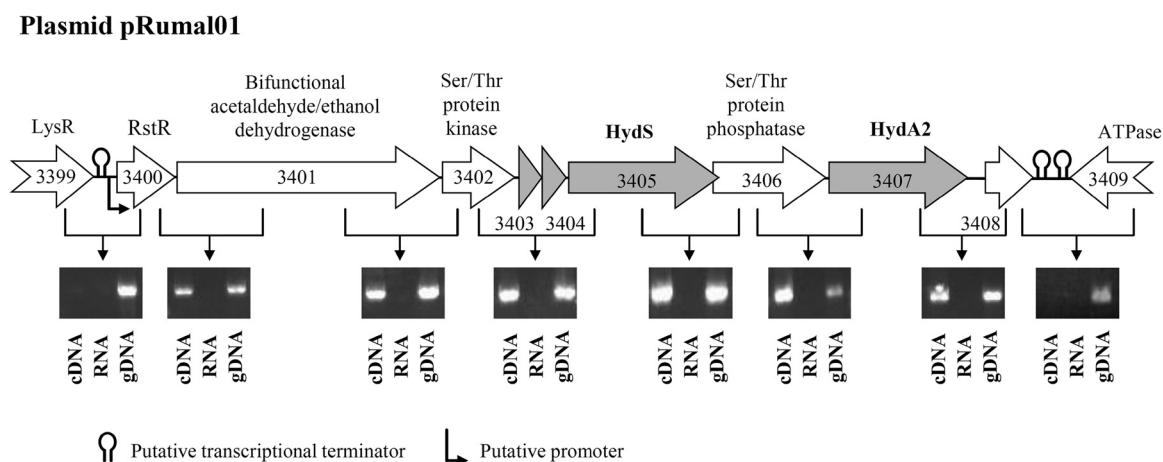 Plasmid pRumal01
LysR
RstR
Bifunctional
acetaldehyde/ethanol
dehydrogenase
Ser/Thr
protein
kinase
HydS
Ser/Thr
protein
phosphatase
HydA2
ATPase
3399
3400
3401
3402
3403
3404
3405
3406
3407
3408
3409
cDNA RNA gDNA
cDNA RNA gDNA
cDNA RNA gDNA
cDNA RNA gDNA
cDNA RNA gDNA
cDNA RNA gDNA
cDNA RNA gDNA
cDNA RNA gDNA
Putative transcriptional terminator
Putative promoter